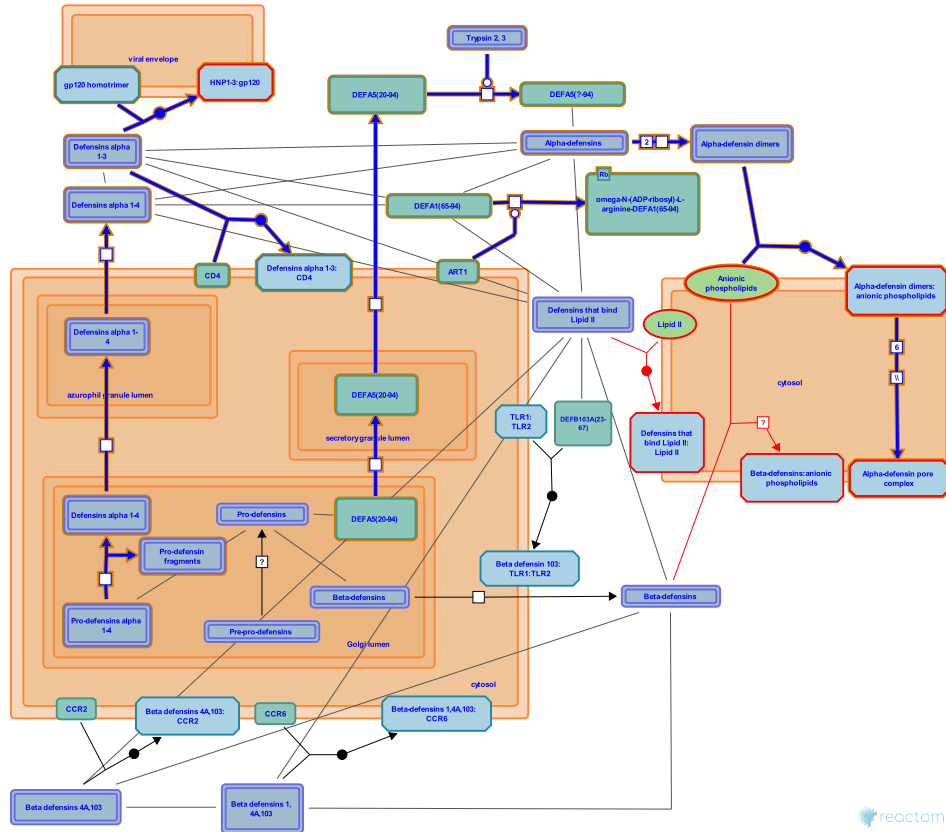 Trypsin 2, 3
viral envelope
gp120 homotrimer
HNP1-3:gp120
DEFA5(20-94)
DEFA5(?-94)
Defensins alpha
1-3
Alpha-defensins
2
Alpha-defensin dimers
Rb
Defensins alpha 1-4
DEFA1(65-94)
omega-N-(ADP-ribosyl)-L-
arginine-DEFA1(65-94)
CD4
Defensins alpha 1-3:
CD4
ART1
Anionic
phospholipids
Alpha-defensin dimers:
anionic phospholipids
Defensins that bind
Lipid II
Lipid II
Defensins alpha 1-
4
6
\\
azurophil granule lumen
DEFA5(20-94)
cytosol
secretory granule lumen
TLR1:
TLR2
DEFB103A(23-
67)
?
Defensins that
bind Lipid II:
Lipid II
Beta-defensins:anionic
phospholipids
Alpha-defensin pore
complex
Defensins alpha 1-4
Pro-defensins
DEFA5(20-94)
Pro-defensin
fragments
?
Beta defensin 103:
TLR1:TLR2
Beta-defensins
Beta-defensins
Pro-defensins alpha
1-4
Pre-pro-defensins
Golgi lumen
cytosol
CCR2
Beta defensins 4A,103:
CCR2
CCR6
Beta-defensins 1,4A,103:
CCR6
Beta defensins 4A,103
Beta defensins 1,
4A,103
reactom